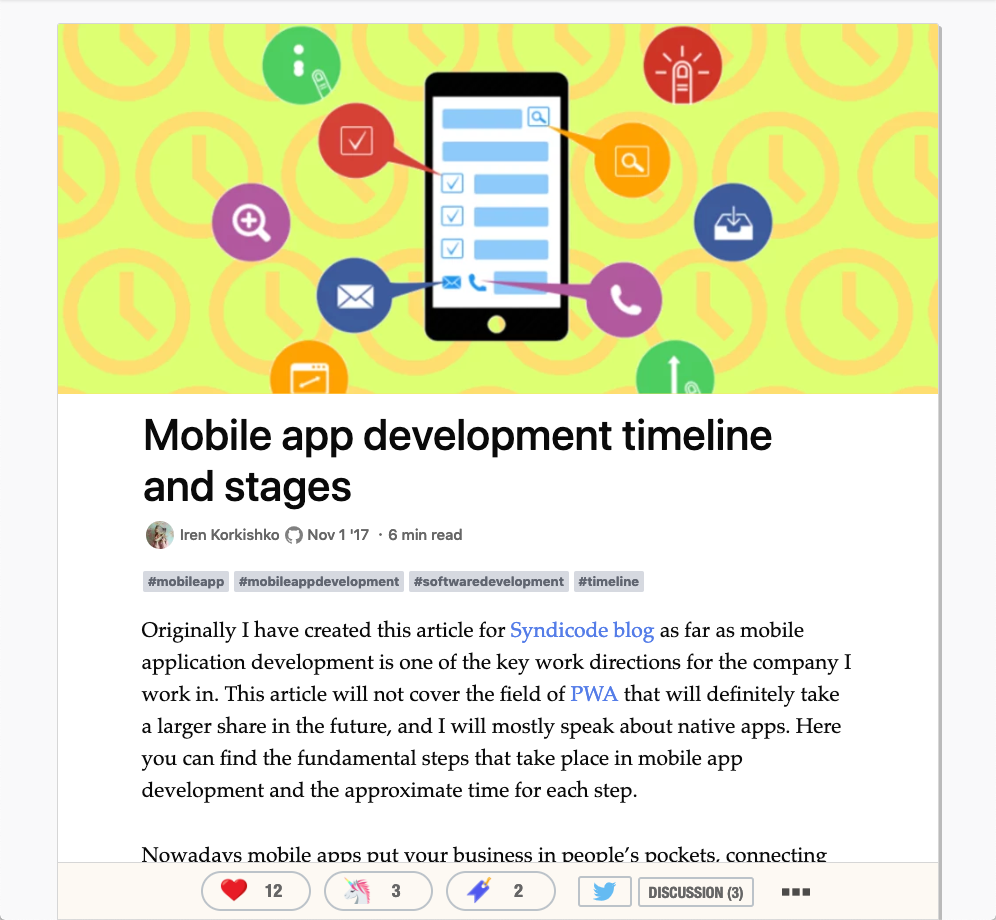 Mobile app development timeline
and stages
Iren Korkishko Nov 1 '17 · 6 min read
#mobileapp #mobileappdevelopment #softwaredevelopment #timeline
Originally I have created this article for Syndicode blog as far as mobile
application development is one of the key work directions for the company I
work in. This article will not cover the field of PWA that will definitely take
a larger share in the future, and I will mostly speak about native apps. Here
you can find the fundamental steps that take place in mobile app
development and the approximate time for each step.
Nowadays mobile apps put your business in people’s pockets, connecting
12 3 2 DISCUSSION (3)